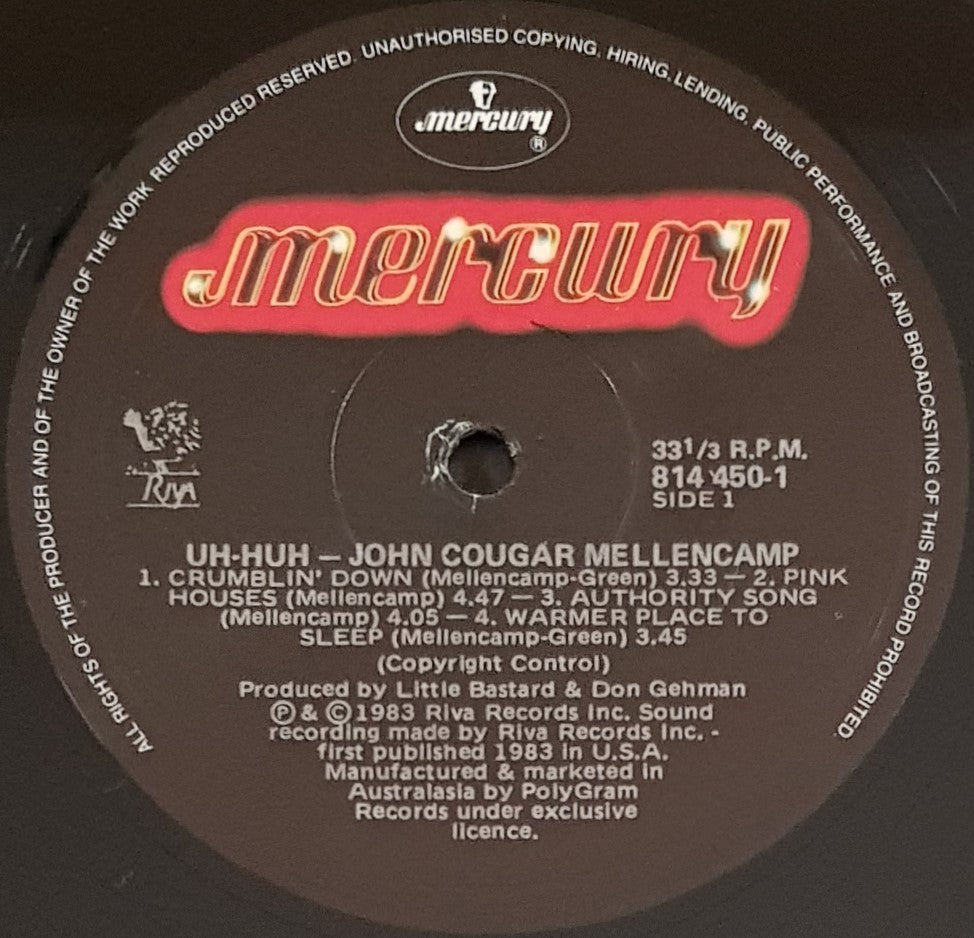 ALL RIGHTS OF THE PRODUCER AND OF THE OWNER OF THE WORK REPRODUCED RESERVED. UNAUTHORISED COPYING, HIRING, LENDING, PUBLIC PERFORMANCE AND BROADCASTING OF THIS RECORD PROHIBITED.
mercury
®
mercury
RIVA
33 1/3 R.P.M.
814 450-1
SIDE 1
UH-HUH — JOHN COUGAR MELLENCAMP
1. CRUMBLIN' DOWN (Mellencamp-Green) 3.33 — 2. PINK
HOUSES (Mellencamp) 4.47 — 3. AUTHORITY SONG
(Mellencamp) 4.05 — 4. WARMER PLACE TO
SLEEP (Mellencamp-Green) 3.45
(Copyright Control)
Produced by Little Bastard & Don Gehman
℗ & © 1983 Riva Records Inc. Sound
recording made by Riva Records Inc. -
first published 1983 in U.S.A.
Manufactured & marketed in
Australasia by PolyGram
Records under exclusive
licence.